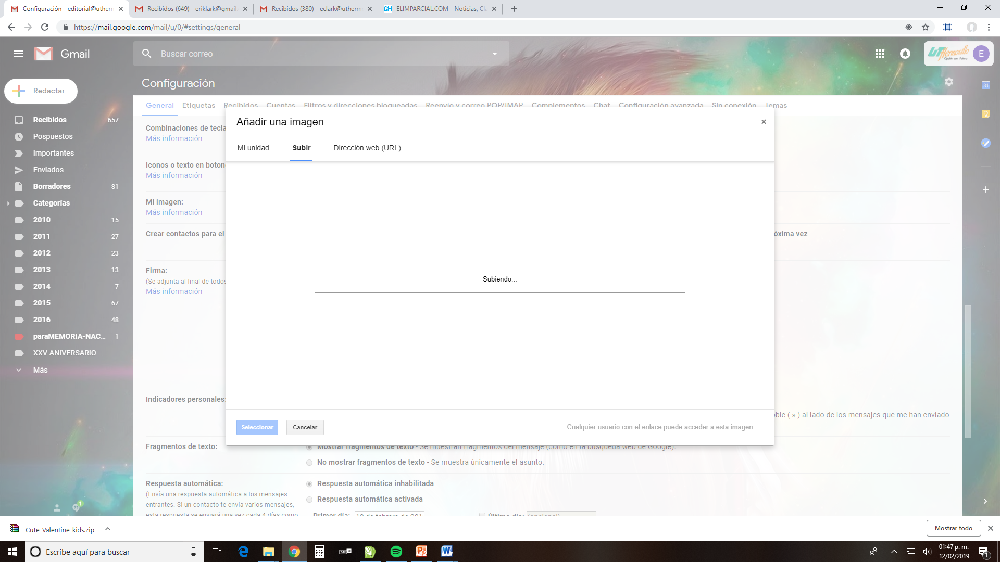 Configuración - editorial@utherm
Recibidos (649) - eriklark@gmail.
Recibidos (380) - eclark@utherm
GH ELIMPARCIAL.COM - Noticias, Cla
https://mail.google.com/mail/u/0/#settings/general
Gmail
Buscar correo
UTHermosillo
Opción con Futuro
E
Redactar
Configuración
31
General Etiquetas Recibidos Cuentas Filtros y direcciones bloqueadas Reenvío y correo POP/IMAP Complementos Chat Configuración avanzada Sin conexión Temas
Recibidos 657
Pospuestos
Importantes
Enviados
Borradores 81
Categorías
2010 15
2011 27
2012 23
2013 13
2014 7
2015 67
2016 48
paraMEMORIA-NAC... 1
XXV ANIVERSARIO
Más
1
Combinaciones de tecla
Más información
Iconos o texto en boton
Más información
Mi imagen:
Más información
Crear contactos para el
óxima vez
Firma:
(Se adjunta al final de todos
Más información
Indicadores personales:
ble ( » ) al lado de los mensajes que me han enviado
Añadir una imagen
×
Mi unidad Subir Dirección web (URL)
Subiendo...
Seleccionar Cancelar
Cualquier usuario con el enlace puede acceder a esta imagen.
Fragmentos de texto:
Mostrar fragmentos de texto - Se muestran fragmentos del mensaje (como en la búsqueda web de Google).
No mostrar fragmentos de texto - Se muestra únicamente el asunto.
Respuesta automática:
(Envía una respuesta automática a los mensajes
entrantes. Si un contacto te envía varios mensajes,
esta respuesta se enviará una vez cada 4 días como
Respuesta automática inhabilitada
Respuesta automática activada
Primer día: de febrero de 201
Último día: (opcional)
Cute-Valentine-kids.zip
Mostrar todo
Escribe aquí para buscar
01:47 p. m.
12/02/2019
1